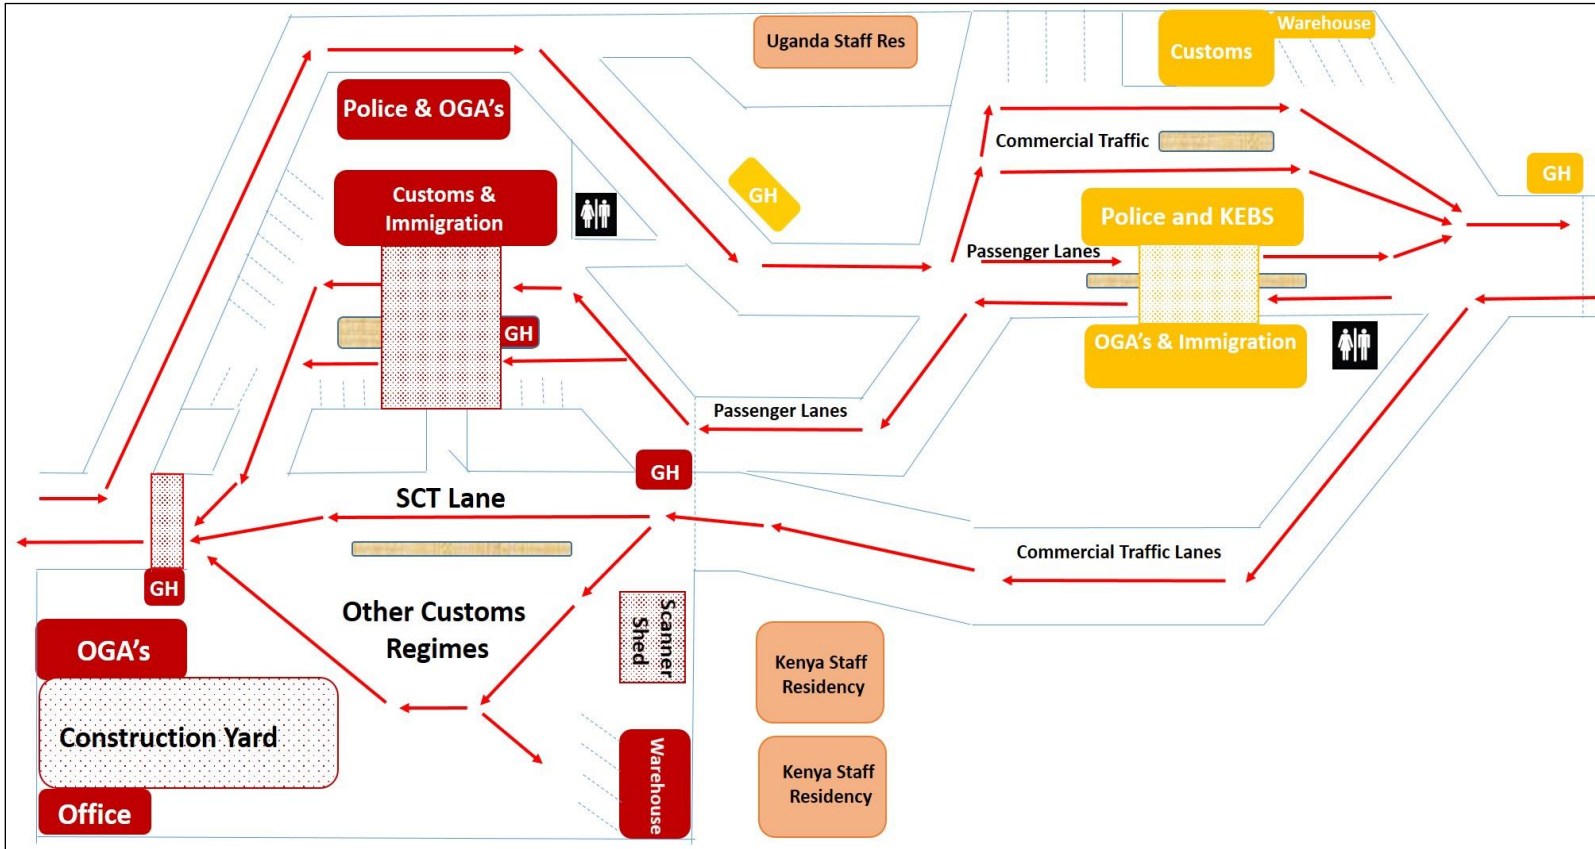 Uganda Staff Res
Customs
Warehouse
Police & OGA's
Commercial Traffic
GH
Customs &
Immigration
GH
Police and KEBS
Passenger Lanes
GH
OGA's & Immigration
Passenger Lanes
GH
SCT Lane
Commercial Traffic Lanes
GH
Other Customs
Regimes
Scanner
Shed
OGA's
Kenya Staff
Residency
Construction Yard
Warehouse
Kenya Staff
Residency
Office